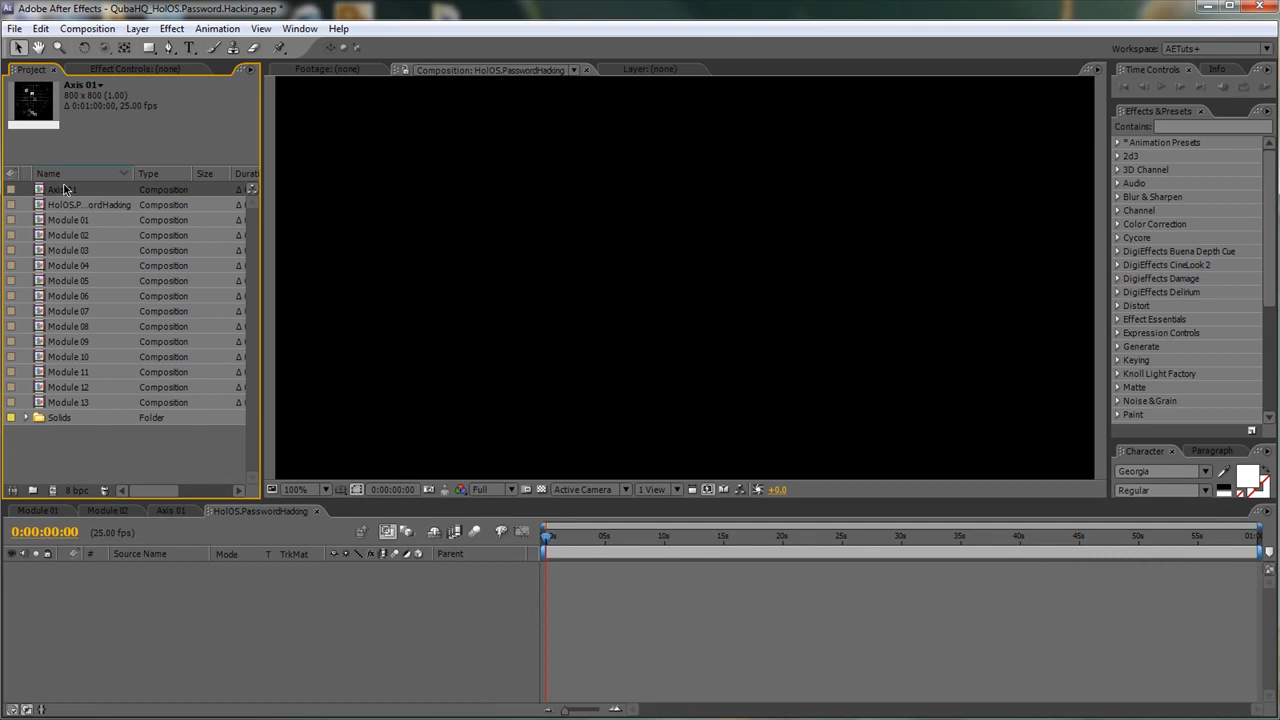 Adobe After Effects - QubaHQ_HolOS.Password.Hacking.aep *
File Edit Composition Layer Effect Animation View Window Help
Workspace: AETuts+
Project Effect Controls: (none) Footage: (none) Composition: HolOS.PasswordHacking Layer: (none) Time Controls Info
Axis 01
800 x 800 (1.00)
Δ 0:01:00:00, 25.00 fps
Effects & Presets
Contains:
Name Type Size Durati
Axis 01 Composition Δ
HolOS.P...ordHacking Composition
Module 01 Composition Δ
Module 02 Composition Δ
Module 03 Composition Δ
Module 04 Composition Δ
Module 05 Composition Δ
Module 06 Composition Δ
Module 07 Composition Δ
Module 08 Composition Δ
Module 09 Composition Δ
Module 10 Composition Δ
Module 11 Composition Δ
Module 12 Composition Δ
Module 13 Composition Δ
Solids Folder
* Animation Presets
2d3
3D Channel
Audio
Blur & Sharpen
Channel
Color Correction
Cycore
DigiEffects Buena Depth Cue
DigiEffects CineLook 2
Digieffects Damage
DigiEffects Delirium
Distort
Effect Essentials
Expression Controls
Generate
Keying
Knoll Light Factory
Matte
Noise & Grain
Paint
Character Paragraph
Georgia
Regular
8 bpc 100% 0:00:00:00 Full Active Camera 1 View +0.0
Module 01 Module 02 Axis 01 HolOS.PasswordHacking
0:00:00:00 (25.00 fps)
05s 10s 15s 20s 25s 30s 35s 40s 45s 50s 55s
# Source Name Mode T TrkMat Parent